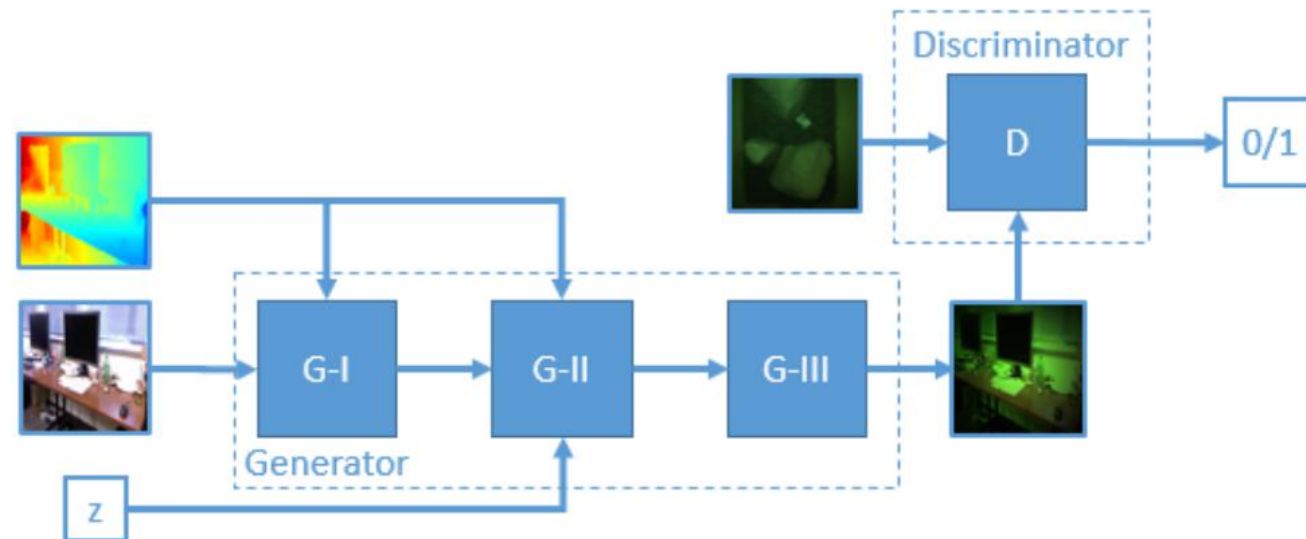 Discriminator
D
0/1
G-I
G-II
G-III
Generator
z